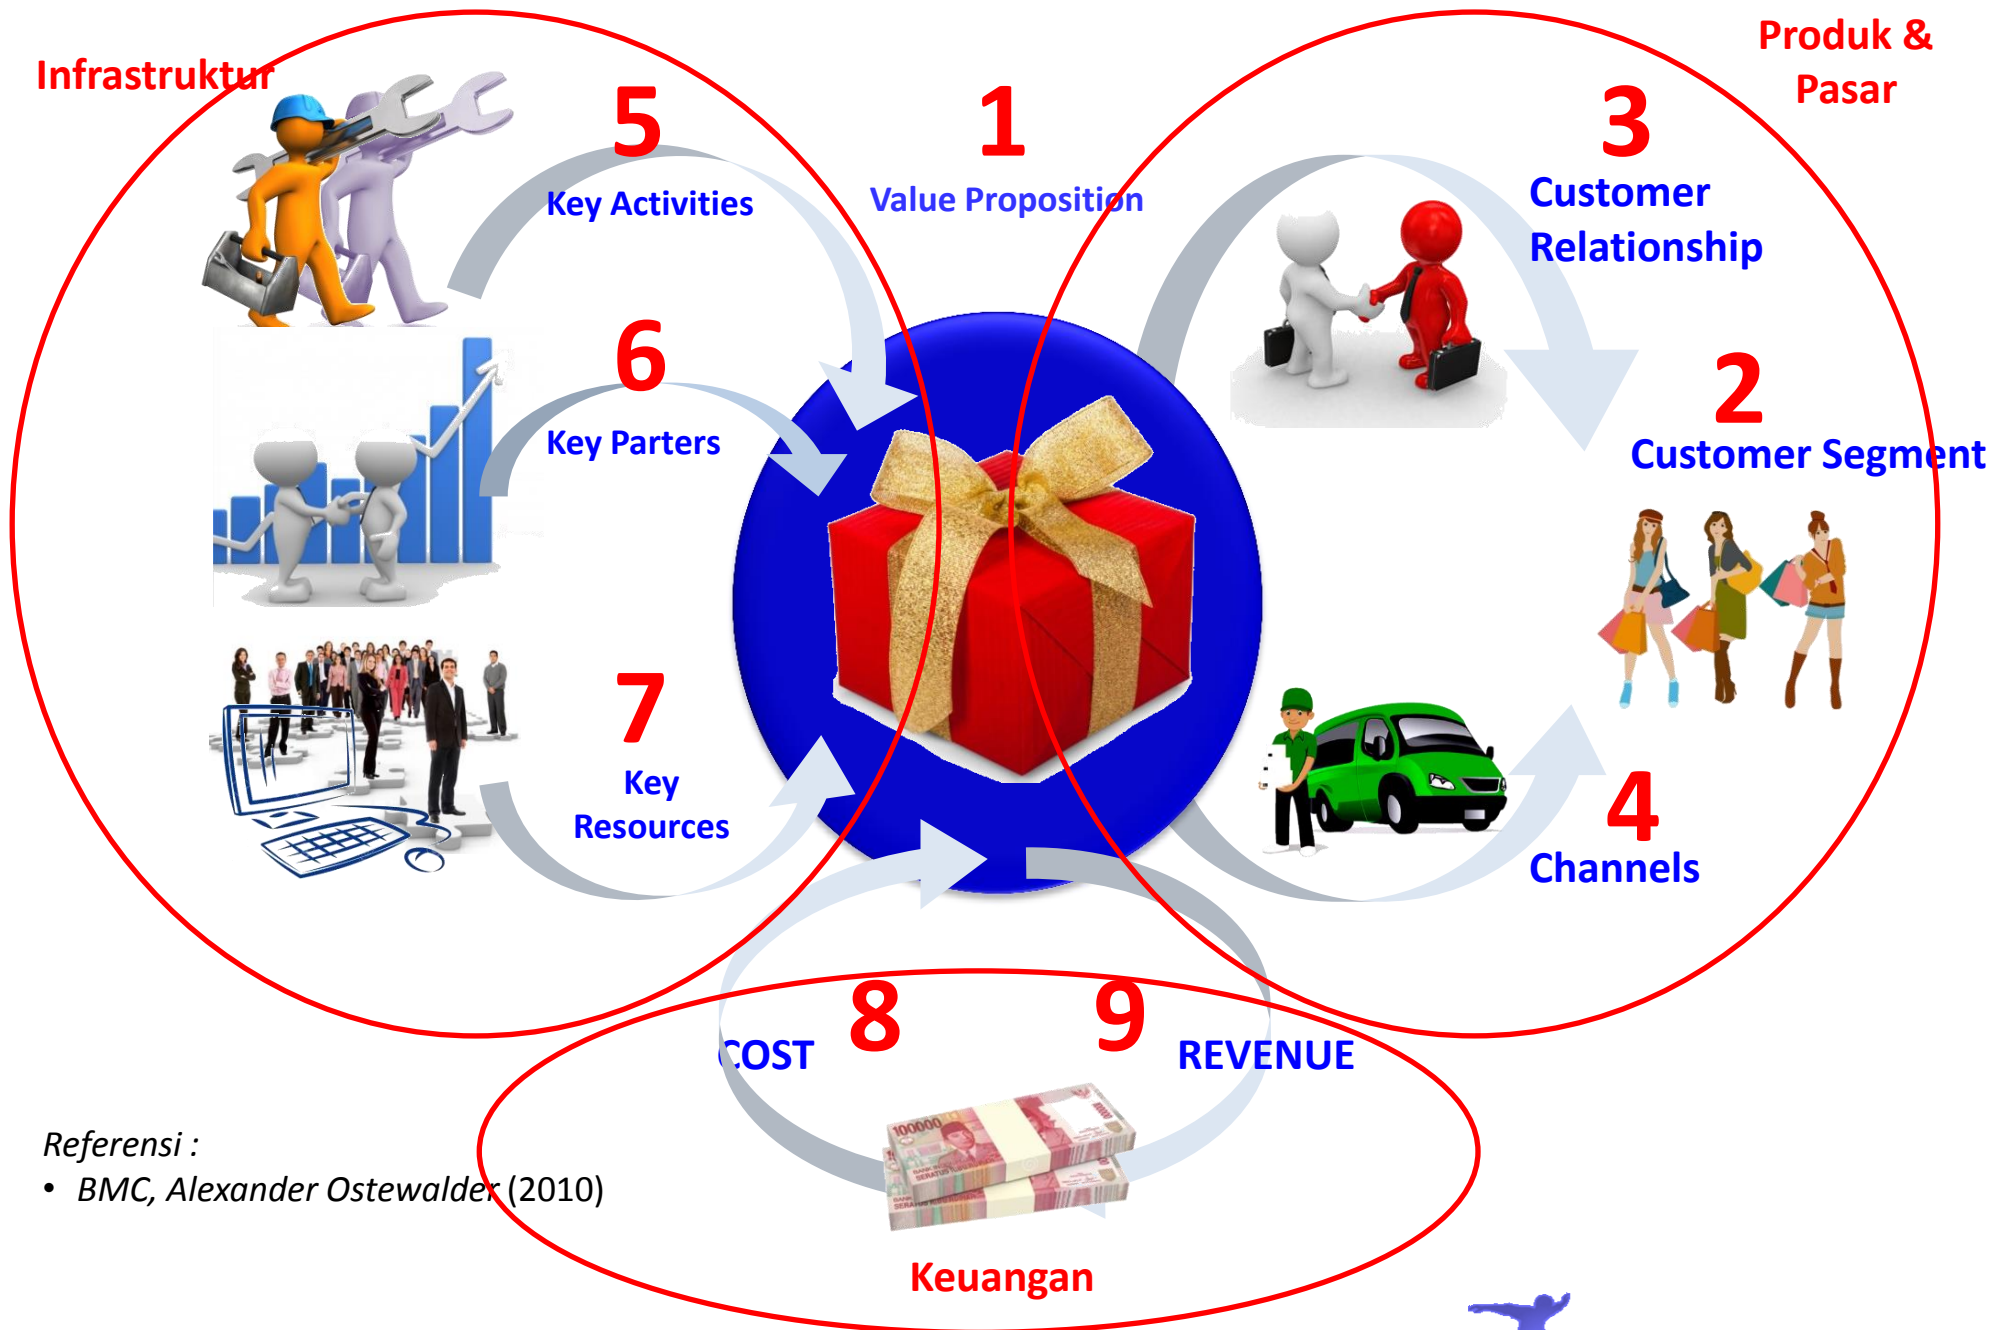 Infrastruktur
Produk &
Pasar
5
Key Activities
1
Value Proposition
3
Customer
Relationship
6
Key Parters
2
Customer Segment
7
Key
Resources
4
Channels
8
COST
9
REVENUE
100000
Keuangan
Referensi :
• BMC, Alexander Ostewalder (2010)